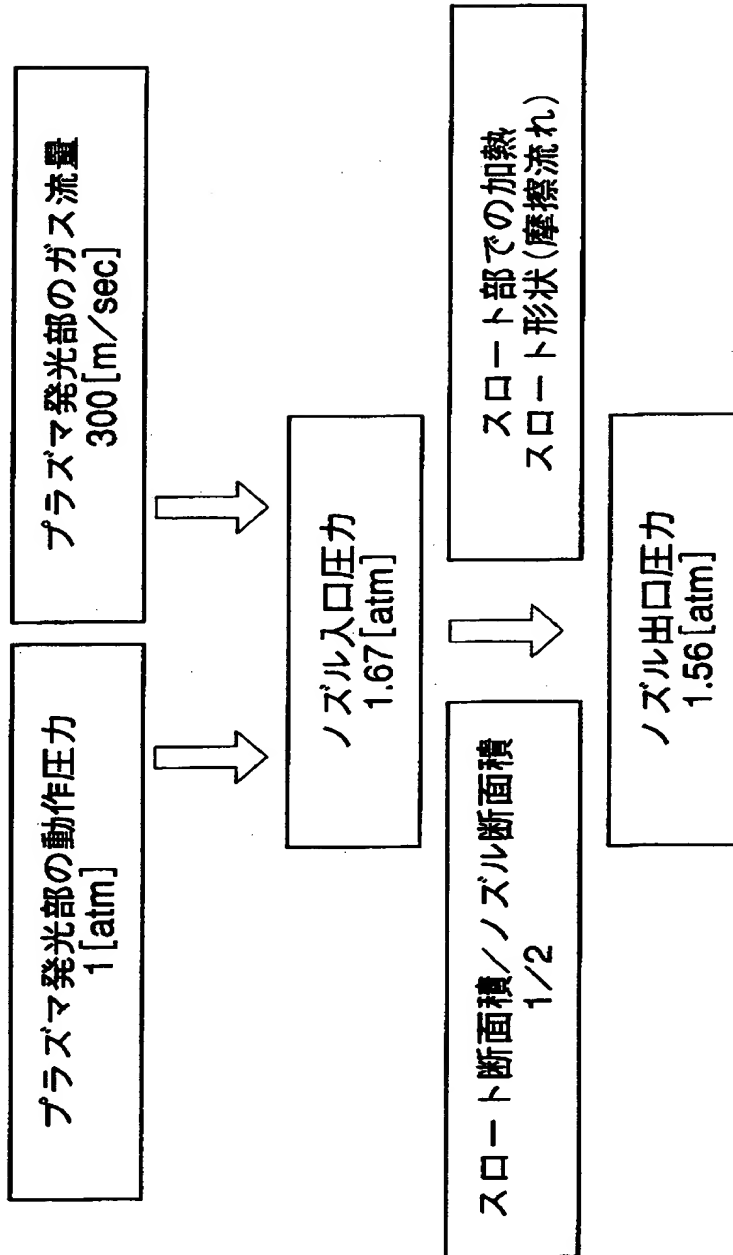 プラズマ発光部の動作圧力
1[atm]
プラズマ発光部のガス流量
300[m/sec]
ノズル入口圧力
1.67[atm]
スロート断面積／ノズル断面積
1/2
スロート部での加熱
スロート形状(摩擦流れ)
ノズル出口圧力
1.56[atm]